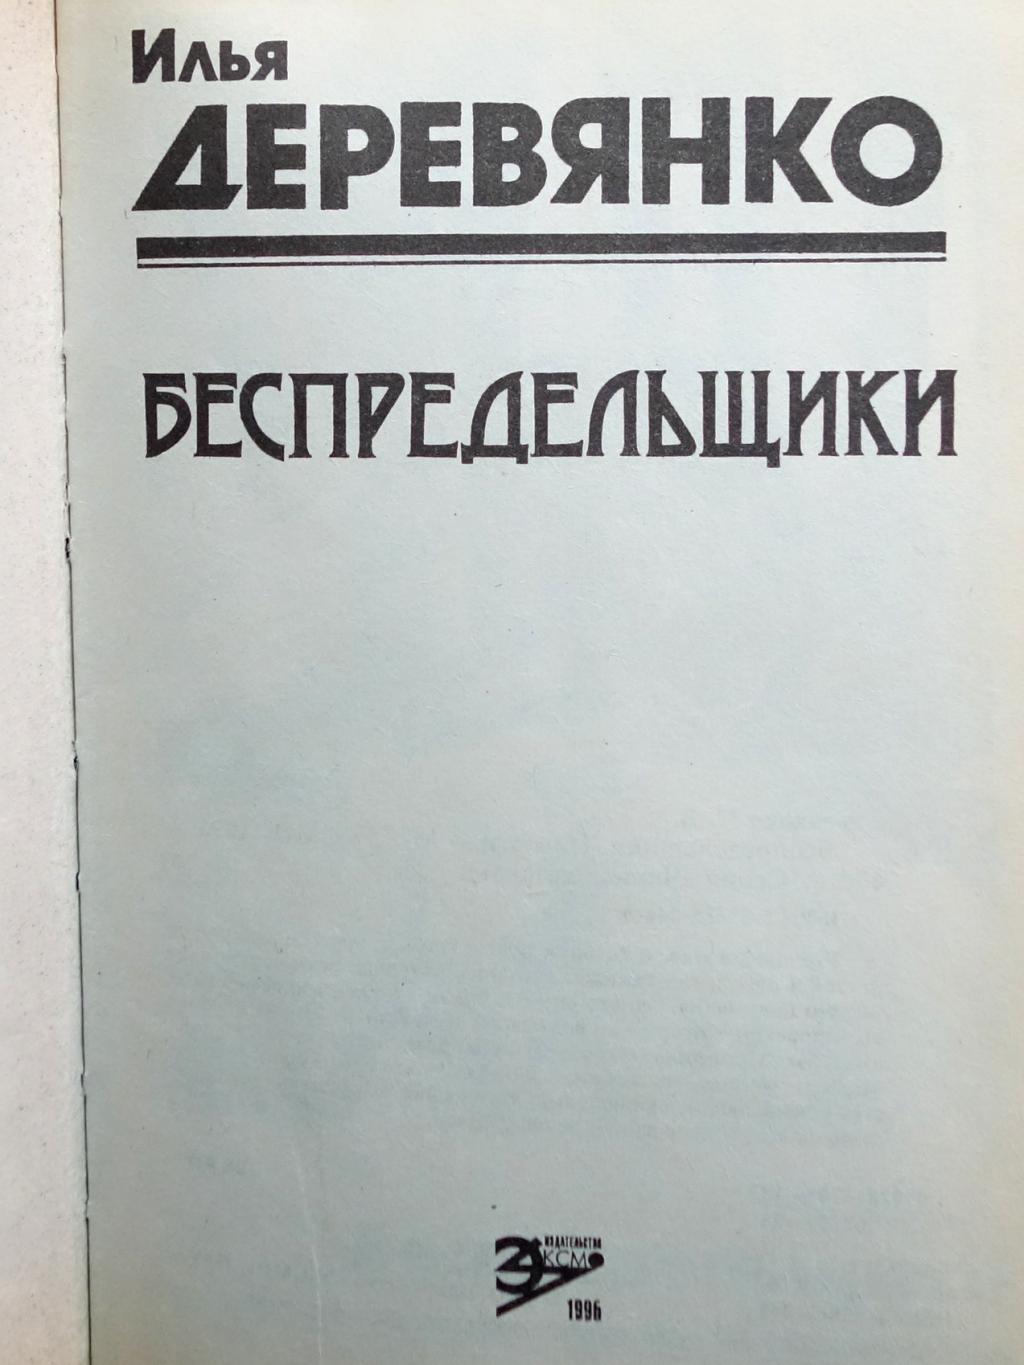 Илья
ДЕРЕВЯНКО
БЕСПРЕДЕЛЬЩИКИ
ИЗДАТЕЛЬСТВО
ЭКСМО
1996